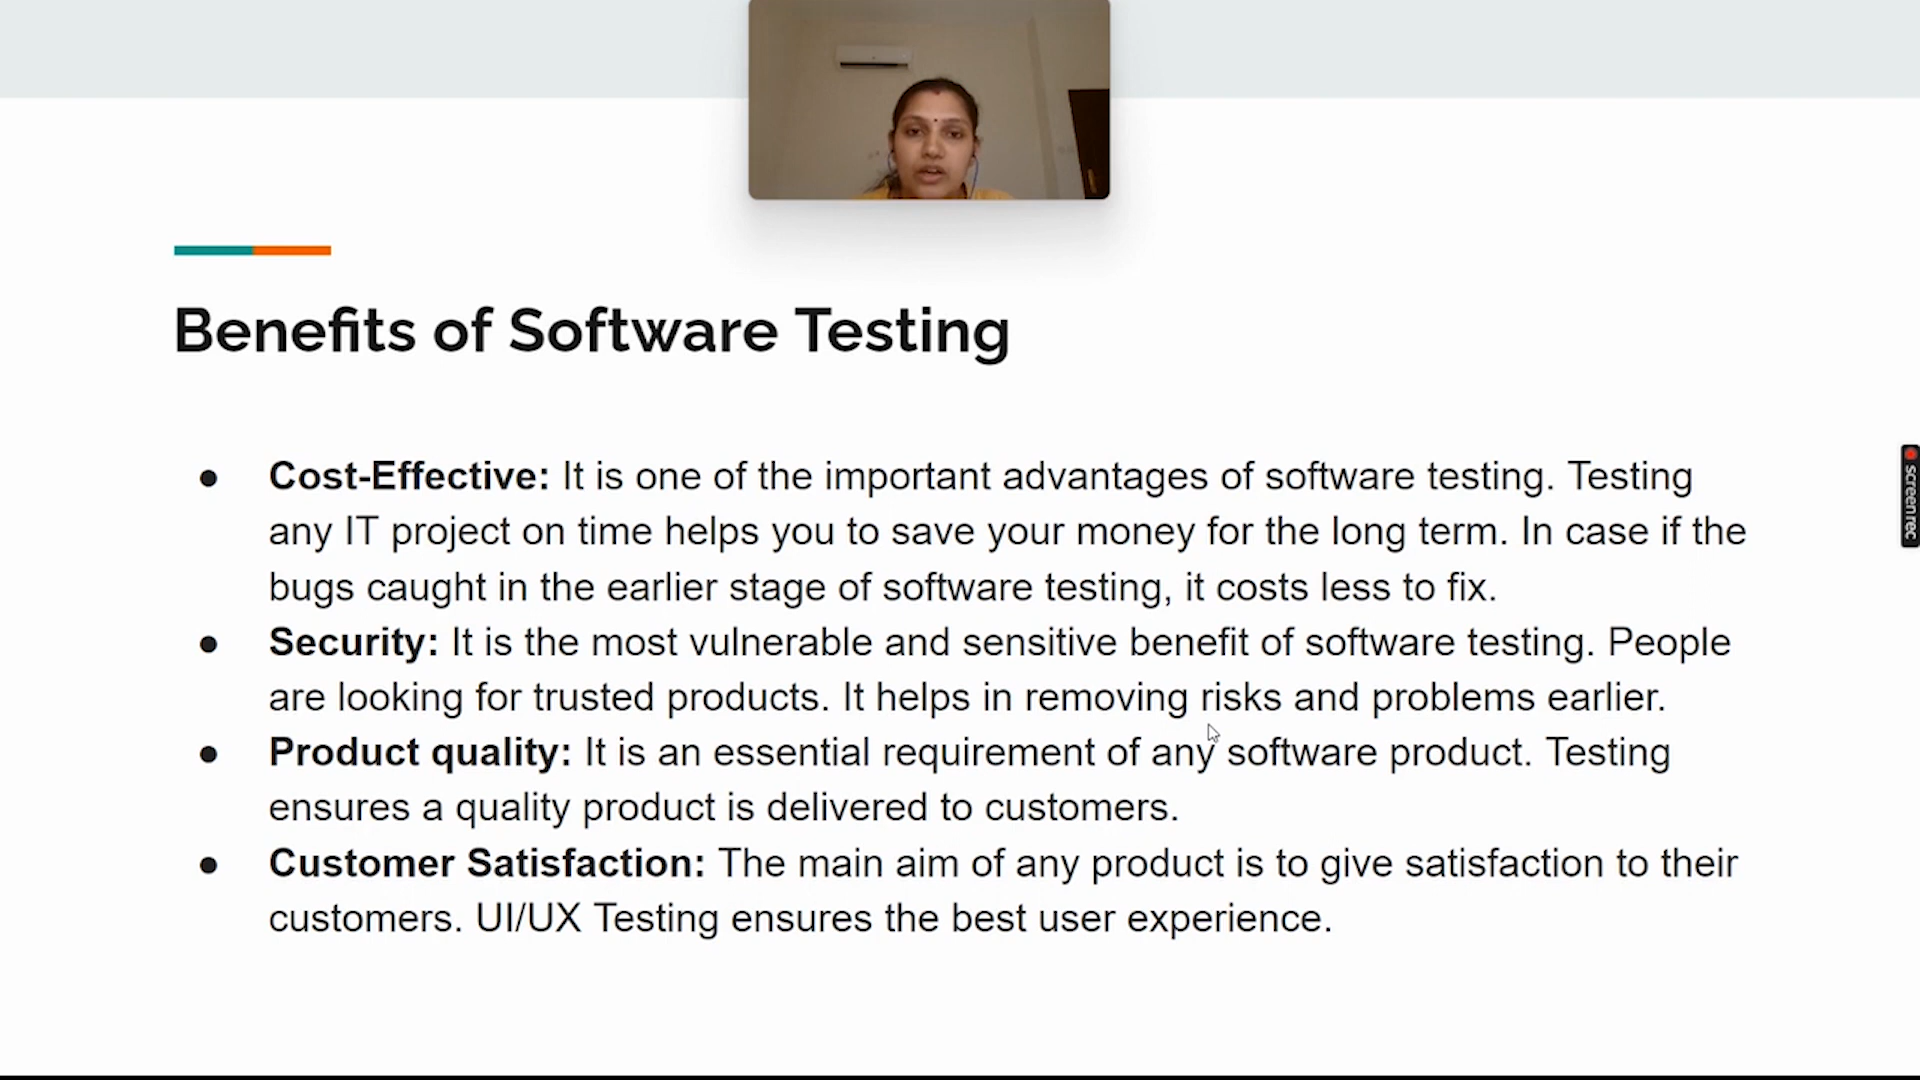 Benefits of Software Testing
● Cost-Effective: It is one of the important advantages of software testing. Testing
any IT project on time helps you to save your money for the long term. In case if the
bugs caught in the earlier stage of software testing, it costs less to fix.
● Security: It is the most vulnerable and sensitive benefit of software testing. People
are looking for trusted products. It helps in removing risks and problems earlier.
● Product quality: It is an essential requirement of any software product. Testing
ensures a quality product is delivered to customers.
● Customer Satisfaction: The main aim of any product is to give satisfaction to their
customers. UI/UX Testing ensures the best user experience.
screenrec